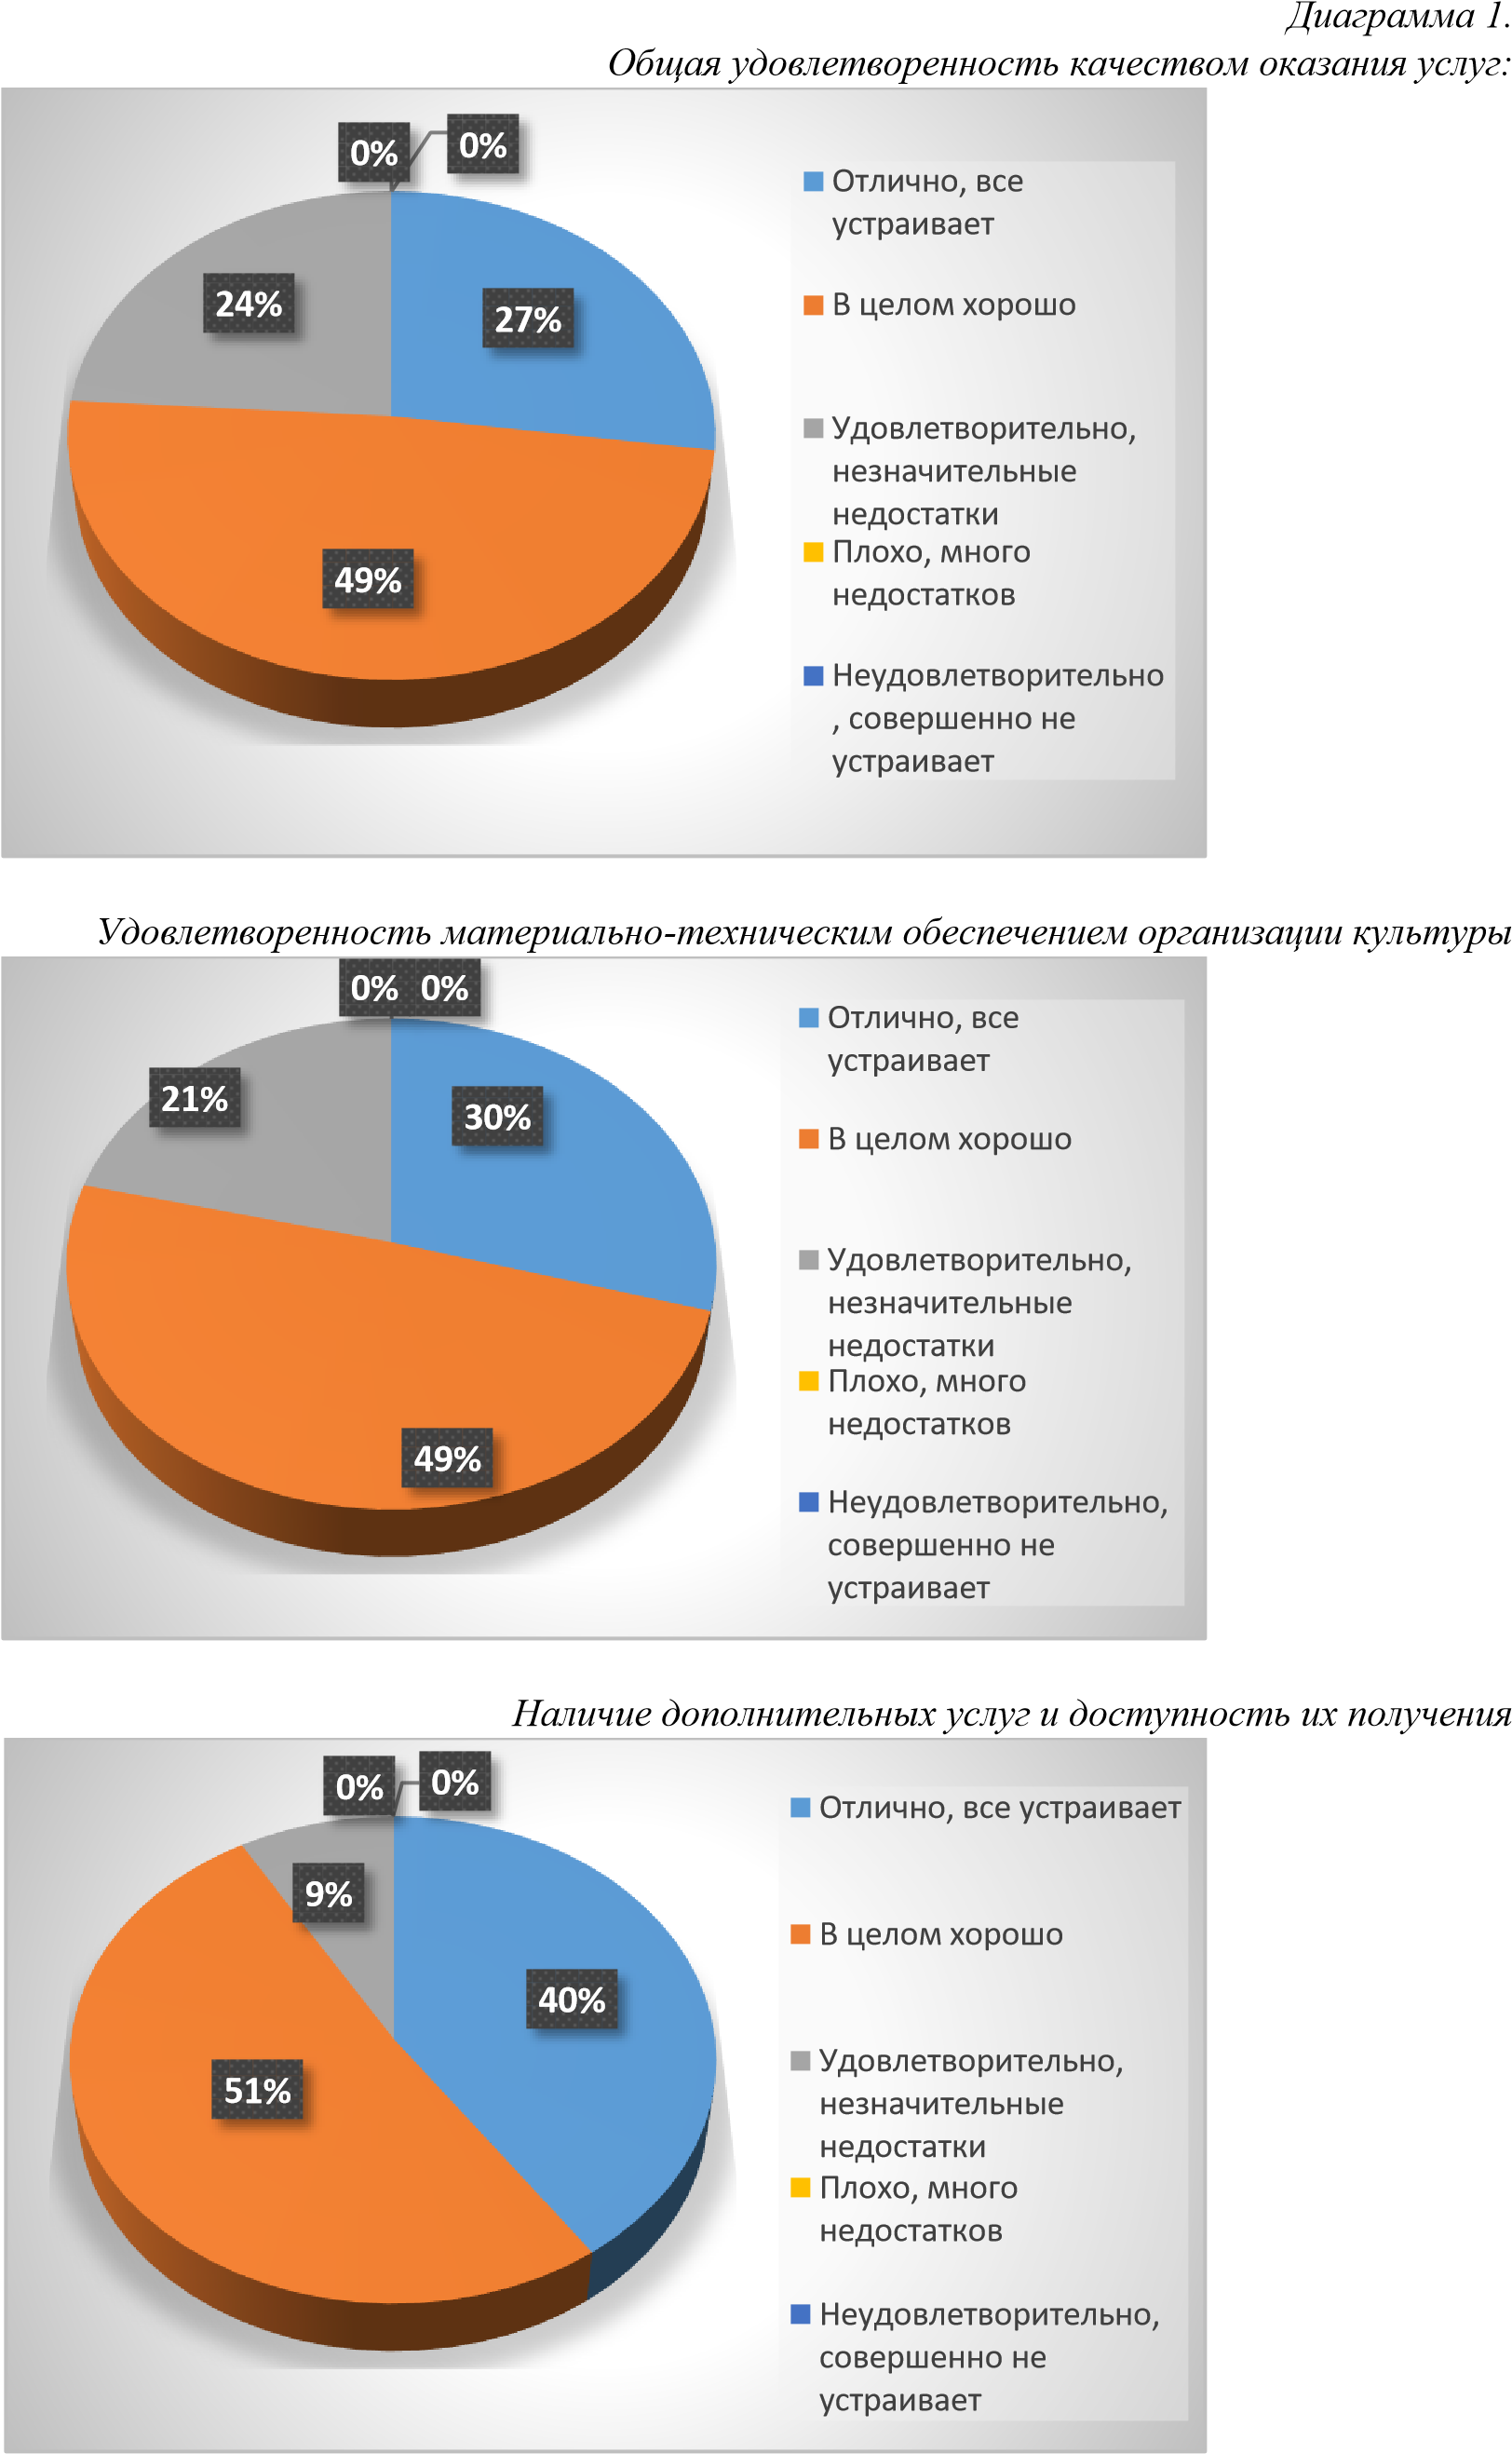 Диаграмма 1.
Общая удовлетворенность качеством оказания услуг:
0%
0%
24%
27%
49%
Отлично, все
устраивает
В целом хорошо
Удовлетворительно,
незначительные
недостатки
Плохо, много
недостатков
Неудовлетворительно
, совершенно не
устраивает
Удовлетворенность материально-техническим обеспечением организации культуры
0% 0%
21%
30%
49%
Отлично, все
устраивает
В целом хорошо
Удовлетворительно,
незначительные
недостатки
Плохо, много
недостатков
Неудовлетворительно,
совершенно не
устраивает
Наличие дополнительных услуг и доступность их получения
0%
0%
9%
40%
51%
Отлично, все устраивает
В целом хорошо
Удовлетворительно,
незначительные
недостатки
Плохо, много
недостатков
Неудовлетворительно,
совершенно не
устраивает